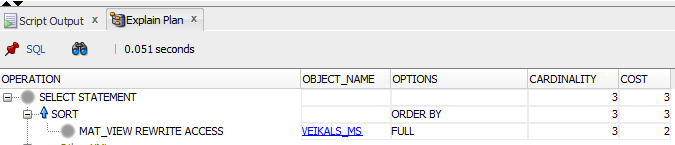 Script Output x Explain Plan x
SQL 0.051 seconds
OPERATION OBJECT_NAME OPTIONS CARDINALITY COST
SELECT STATEMENT 3 3
SORT ORDER BY 3 3
MAT_VIEW REWRITE ACCESS VEIKALS_MS FULL 3 2